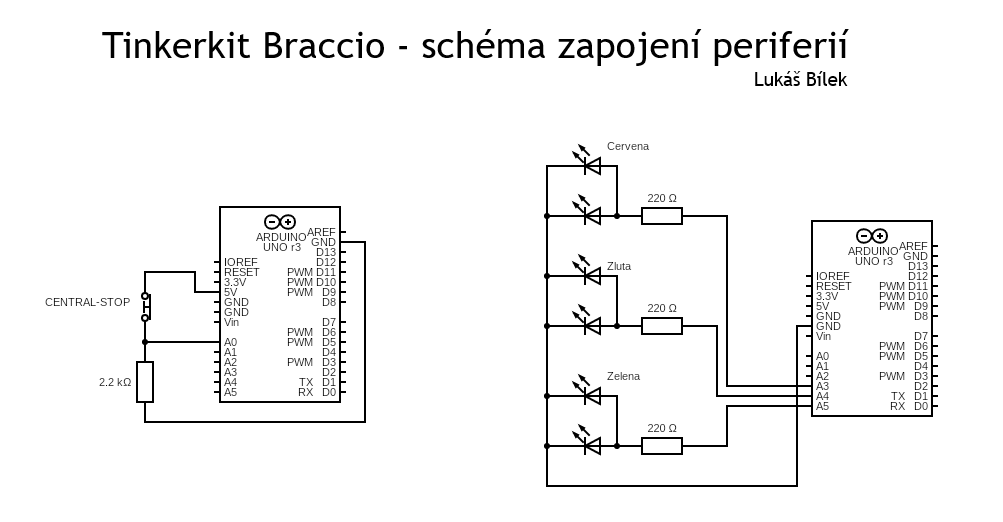 Tinkerkit Braccio - schéma zapojení periferií
Lukáš Bílek
CENTRAL-STOP
2.2 kΩ
ARDUINO
UNO r3
IOREF
RESET
3.3V
5V
GND
GND
Vin
A0
A1
A2
A3
A4
A5
AREF
GND
D13
D12
PWM D11
PWM D10
PWM D9
D8
D7
PWM D6
PWM D5
D4
PWM D3
D2
TX D1
RX D0
Cervena
220 Ω
Zluta
220 Ω
Zelena
220 Ω
ARDUINO
UNO r3
IOREF
RESET
3.3V
5V
GND
GND
Vin
A0
A1
A2
A3
A4
A5
AREF
GND
D13
D12
PWM D11
PWM D10
PWM D9
D8
D7
PWM D6
PWM D5
D4
PWM D3
D2
TX D1
RX D0